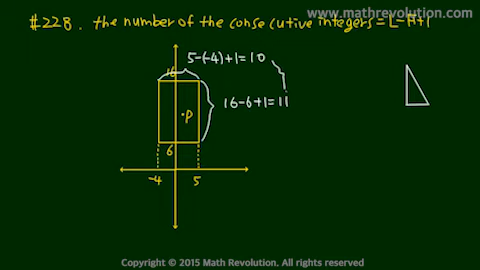 www.mathrevolution.com
#228. the number of the consecutive integers = L-F+1
5-(-4)+1=10
16
16-6+1=11
·P
6
-4 5
Copyright © 2015 Math Revolution. All rights reserved